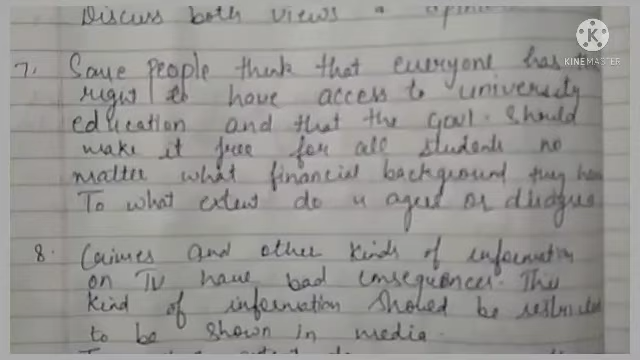 Discuss both views & opinion
7. Some people think that everyone has the
right to have access to university
education and that the govt. should
make it free for all students no
matter what financial background they have
To what extent do u agree or disagree
8. Crimes and other kinds of information
on TV have bad consequences. This
kind of information should be restricted
to be shown in media.
To
KINEMASTER